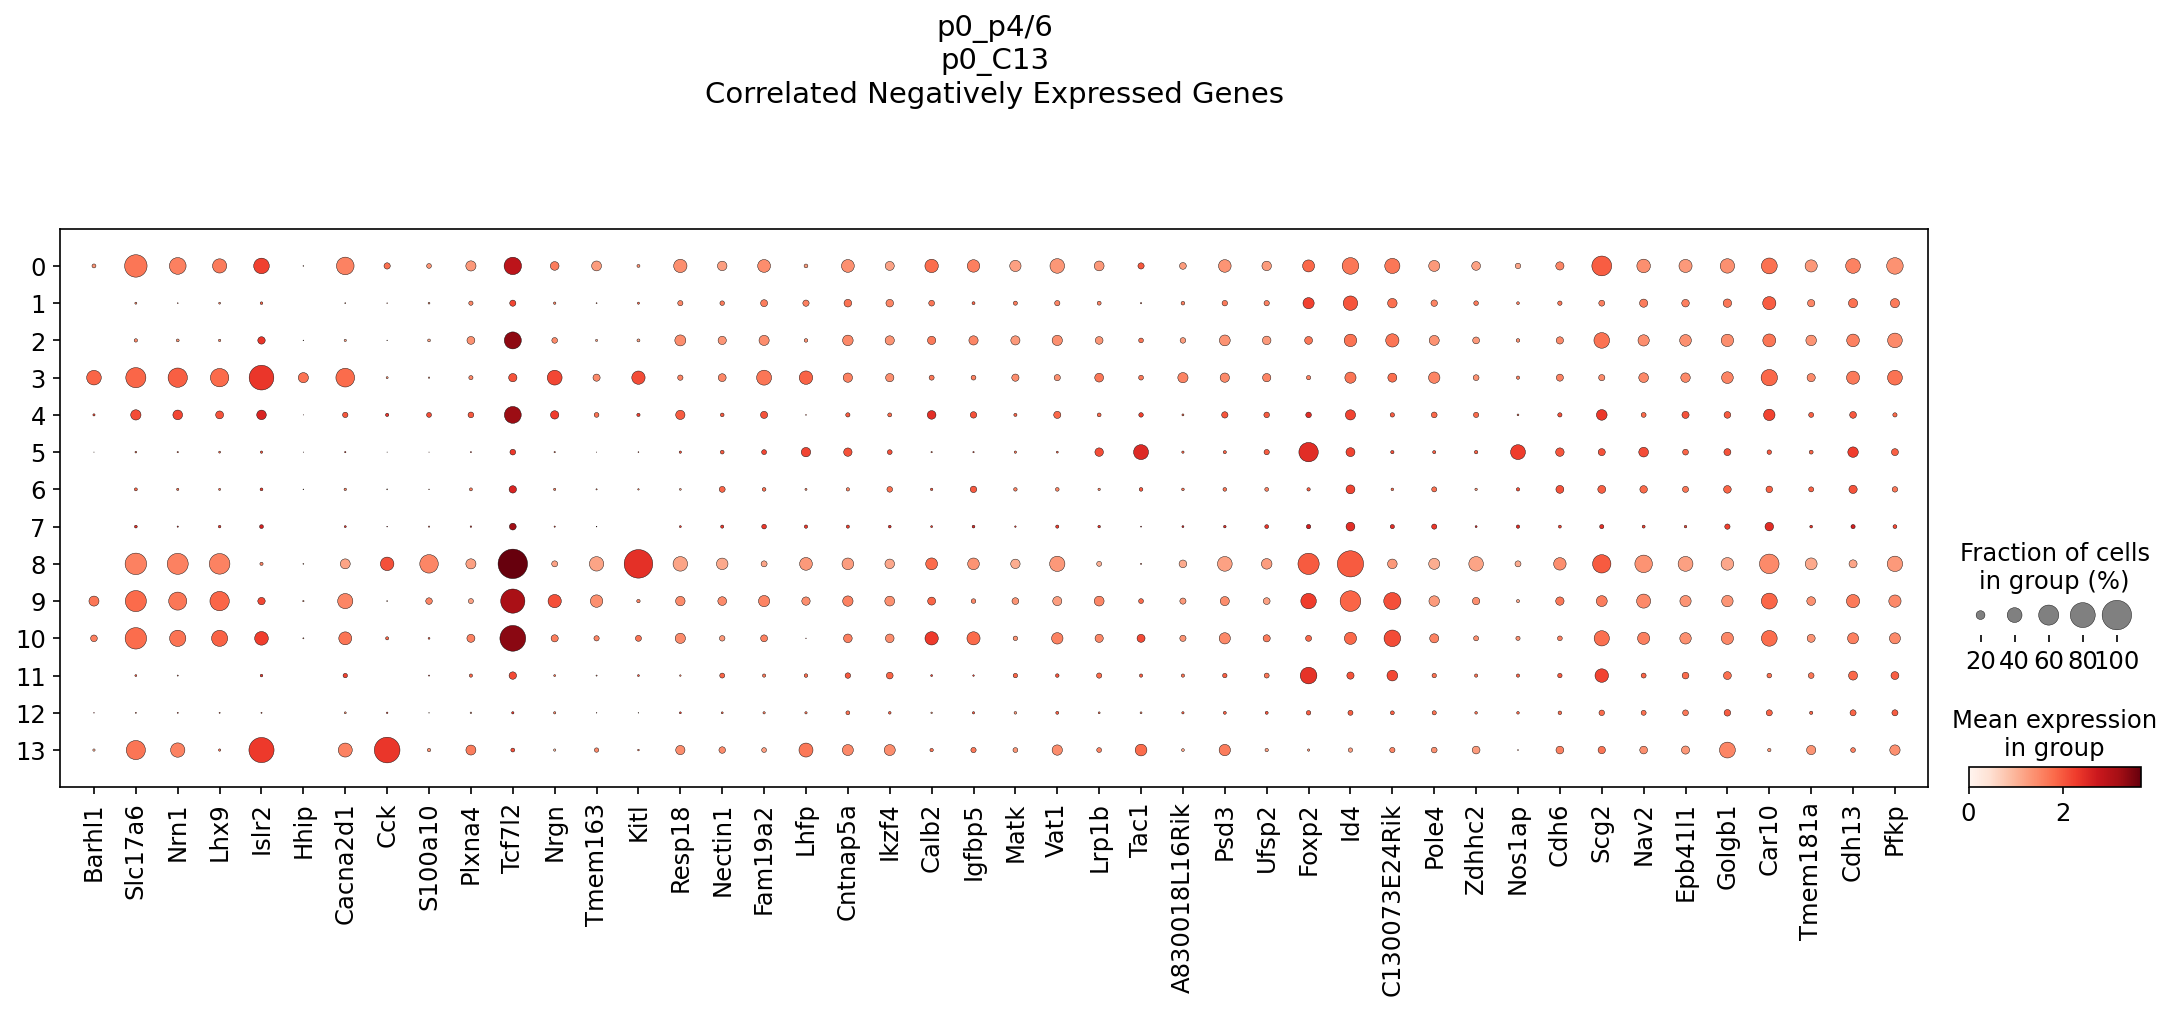 p0_p4/6
p0_C13
Correlated Negatively Expressed Genes
0
1
2
3
4
5
6
7
8
9
10
11
12
13
Barhl1
Slc17a6
Nrn1
Lhx9
Islr2
Hhip
Cacna2d1
Cck
S100a10
Plxna4
Tcf7l2
Nrgn
Tmem163
Kitl
Resp18
Nectin1
Fam19a2
Lhfp
Cntnap5a
Ikzf4
Calb2
Igfbp5
Matk
Vat1
Lrp1b
Tac1
A830018L16Rik
Psd3
Ufsp2
Foxp2
Id4
C130073E24Rik
Pole4
Zdhhc2
Nos1ap
Cdh6
Scg2
Nav2
Epb41l1
Golgb1
Car10
Tmem181a
Cdh13
Pfkp
Fraction of cells
in group (%)
20 40 60 80 100
Mean expression
in group
0 2